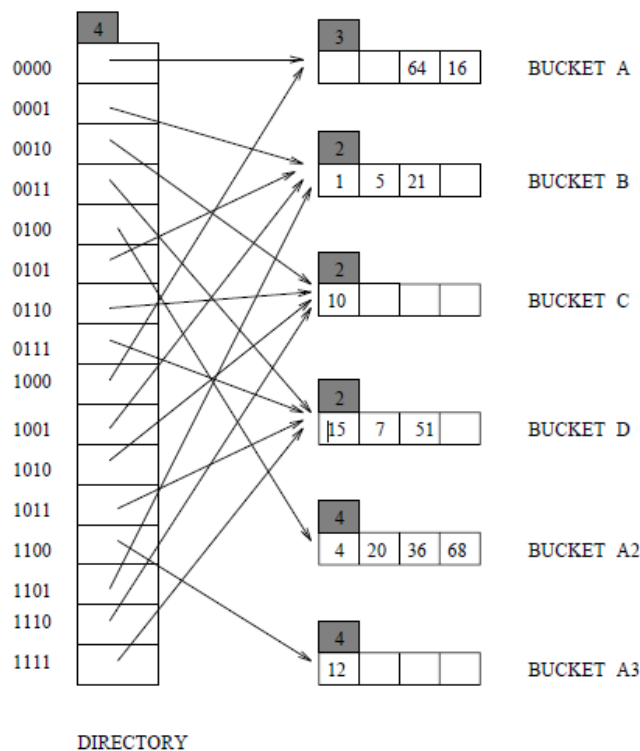 4
3
0000
64 16
BUCKET A
0001
2
0010
0011
1 5 21
BUCKET B
0100
0101
2
0110
10
BUCKET C
0111
1000
2
1001
15 7 51
BUCKET D
1010
1011
4
1100
4 20 36 68
BUCKET A2
1101
1110
4
1111
12
BUCKET A3
DIRECTORY